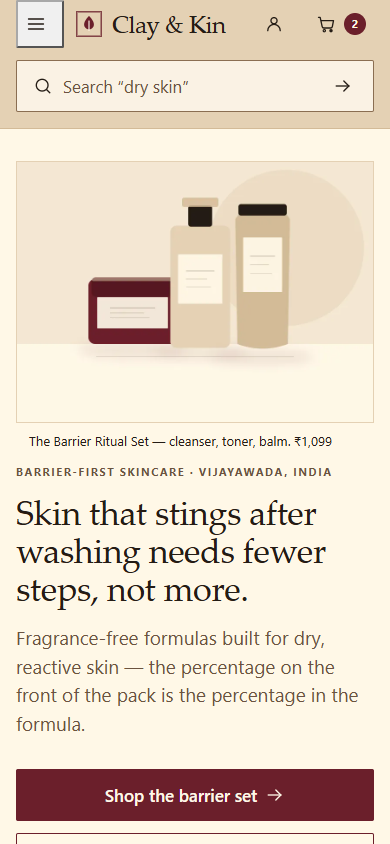 Clay & Kin
2
Search “dry skin”
The Barrier Ritual Set — cleanser, toner, balm. ₹1,099
BARRIER-FIRST SKINCARE · VIJAYAWADA, INDIA
Skin that stings after
washing needs fewer
steps, not more.
Fragrance-free formulas built for dry,
reactive skin — the percentage on the
front of the pack is the percentage in the
formula.
Shop the barrier set